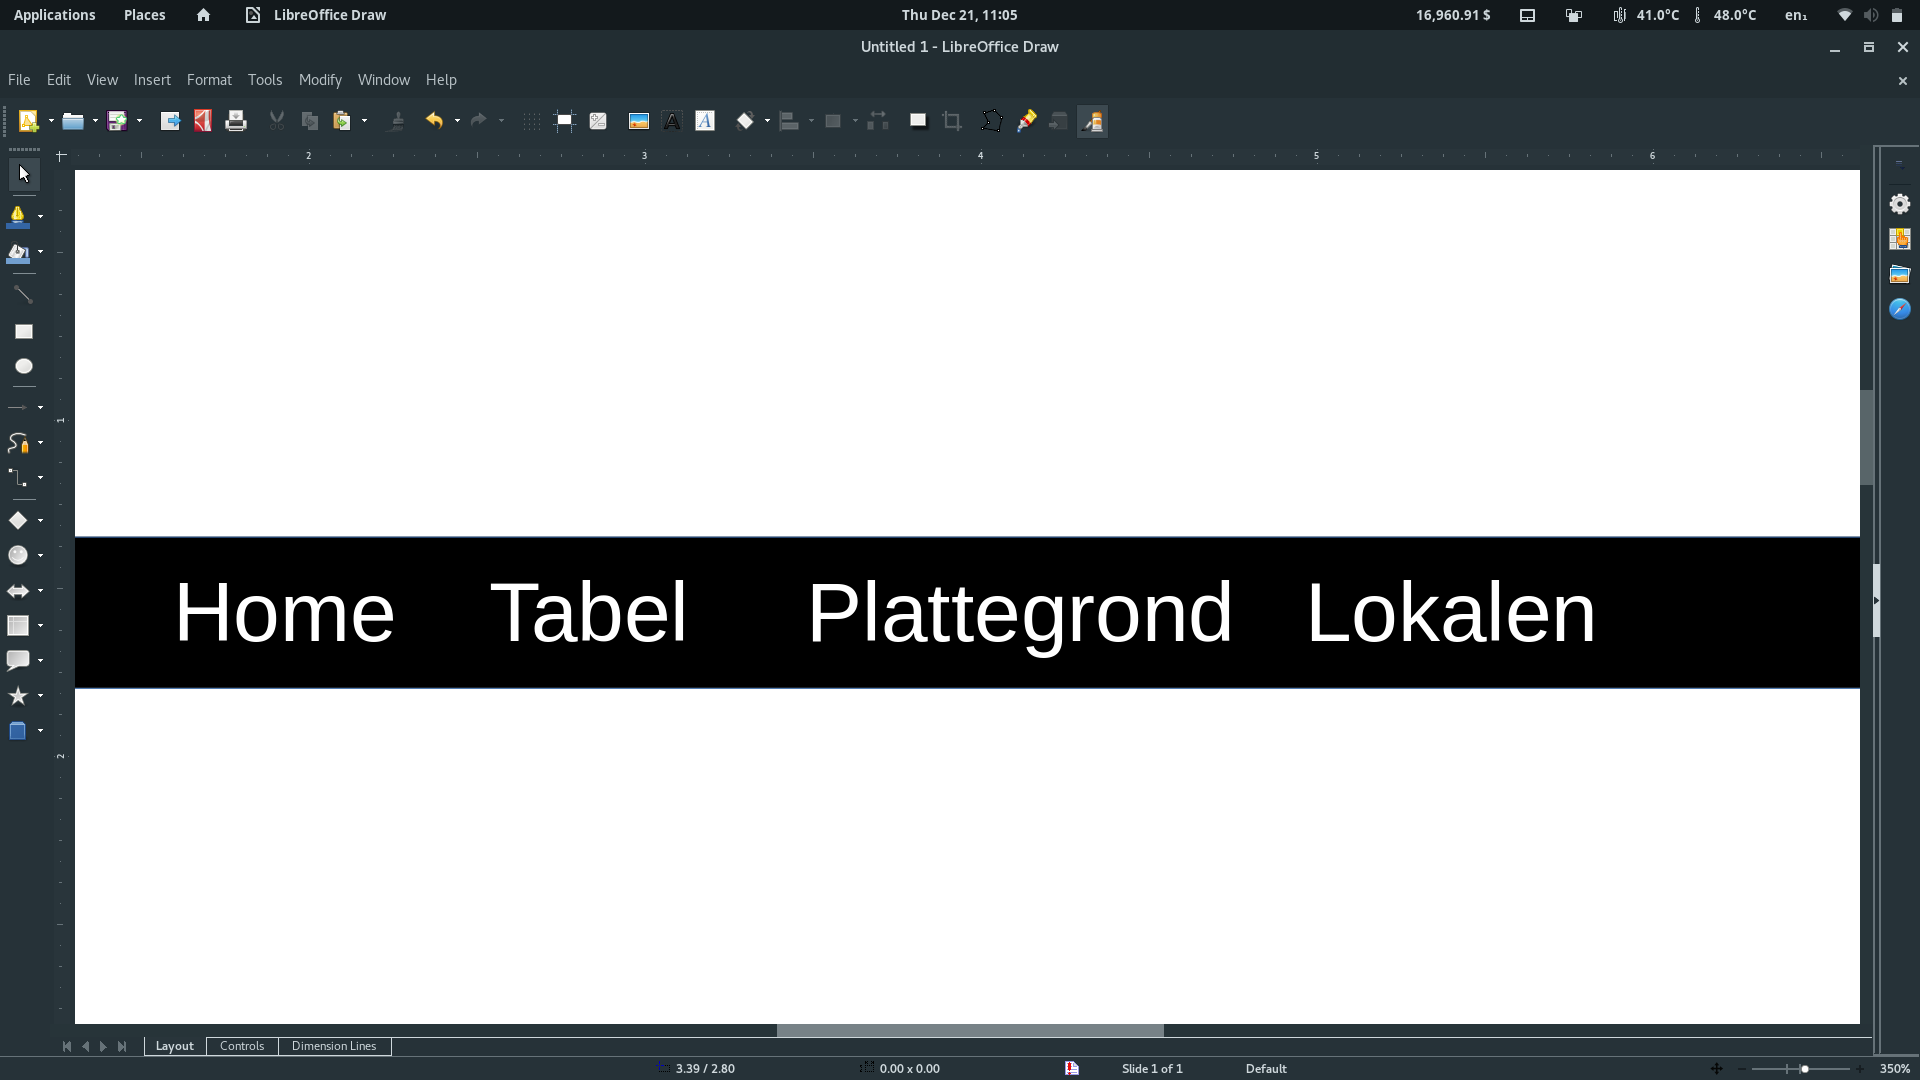 Applications Places LibreOffice Draw Thu Dec 21, 11:05 16,960.91 $ 41.0°C 48.0°C en₁
Untitled 1 - LibreOffice Draw
File Edit View Insert Format Tools Modify Window Help
2 3 4 5 6
1
Home Tabel Plattegrond Lokalen
2
Layout Controls Dimension Lines
3.39 / 2.80 0.00 x 0.00 Slide 1 of 1 Default 350%